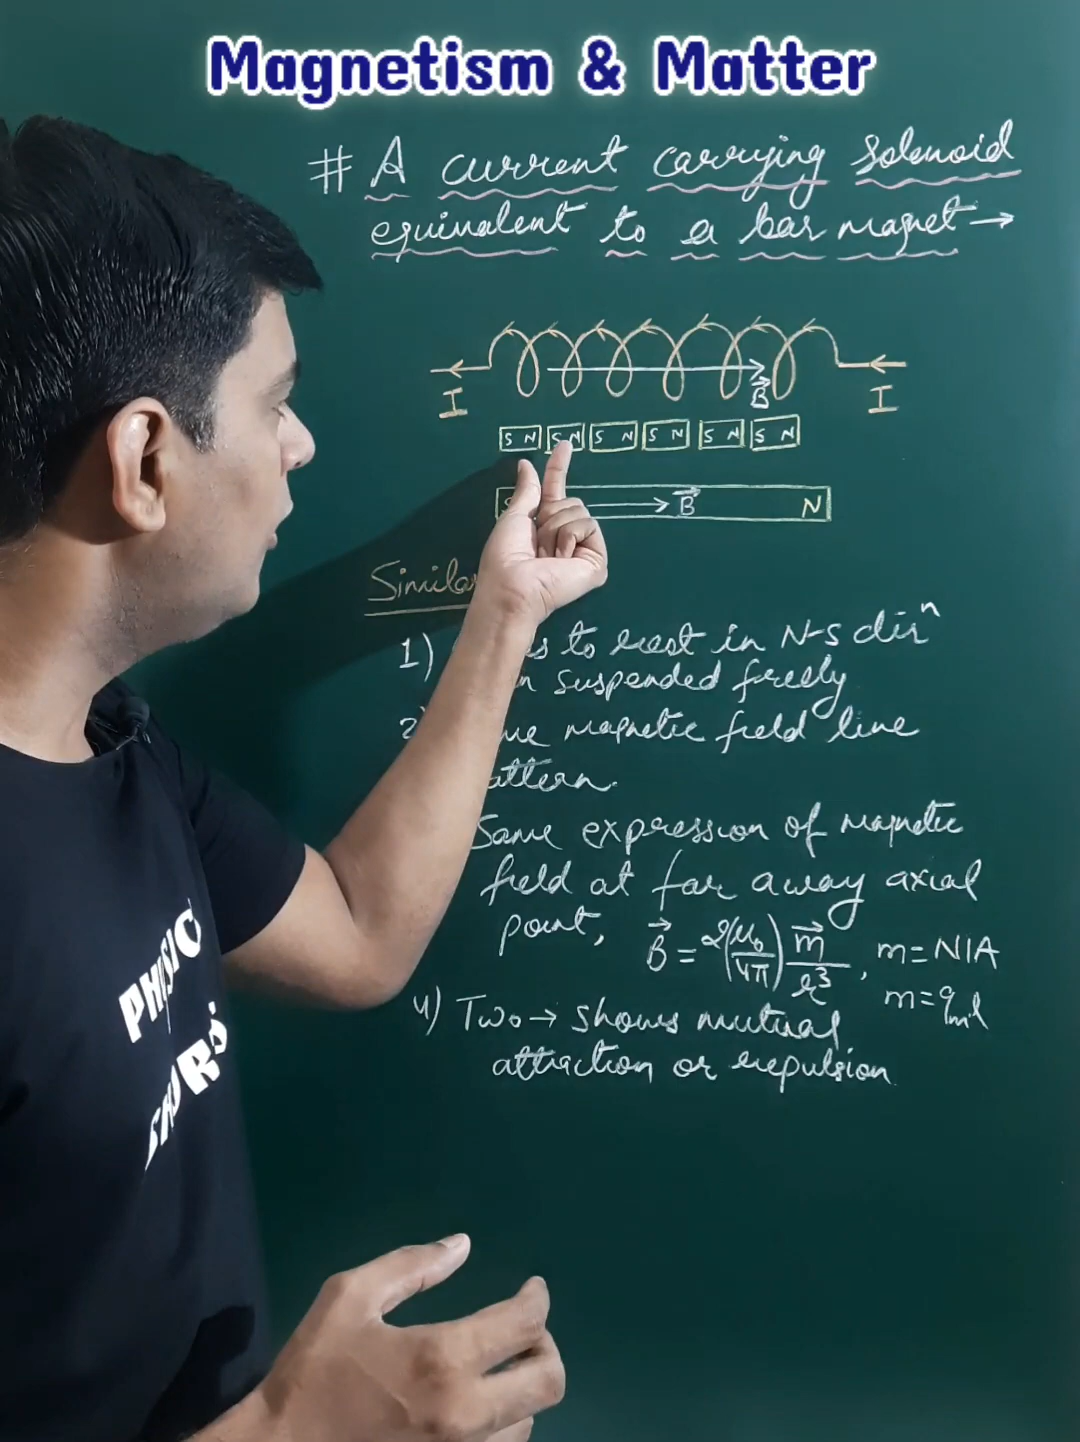 Magnetism & Matter
# A current carrying solenoid
equivalent to a bar magnet →
I B⃗ I
S N S N S N S N S N S N
B⃗ N
Similar
1) to rest in N-S dirⁿ
suspended freely
2) magnetic field line
Same expression of magnetic
field at far away axial
point, B⃗ = 2(μ₀/4π) m⃗/r³, m = NIA
m = qₘl
4) Two → shows mutual
attraction or repulsion
PHYSIC